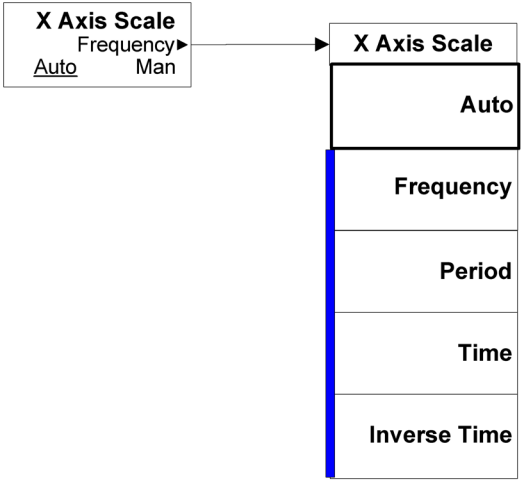 X Axis Scale
Frequency
Auto Man
X Axis Scale
Auto
Frequency
Period
Time
Inverse Time